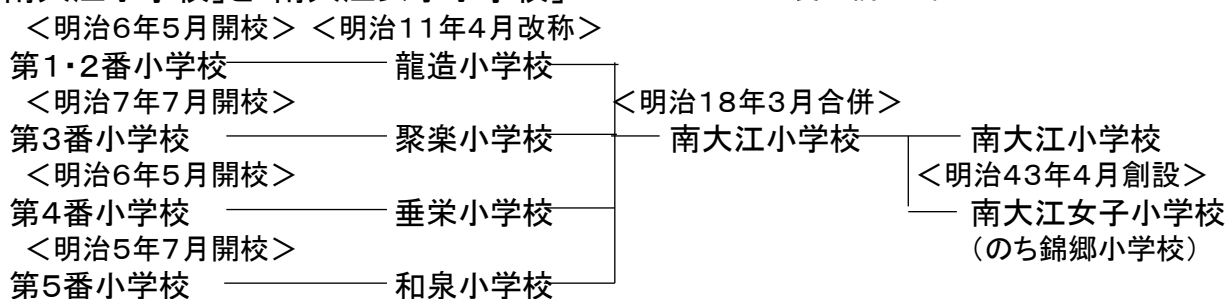 ＜明治6年5月開校＞ ＜明治11年4月改称＞
第1・2番小学校 龍造小学校
＜明治7年7月開校＞ ＜明治18年3月合併＞
第3番小学校 聚楽小学校 南大江小学校 南大江小学校
＜明治6年5月開校＞ ＜明治43年4月創設＞
第4番小学校 垂栄小学校 南大江女子小学校
＜明治5年7月開校＞ （のち錦郷小学校）
第5番小学校 和泉小学校